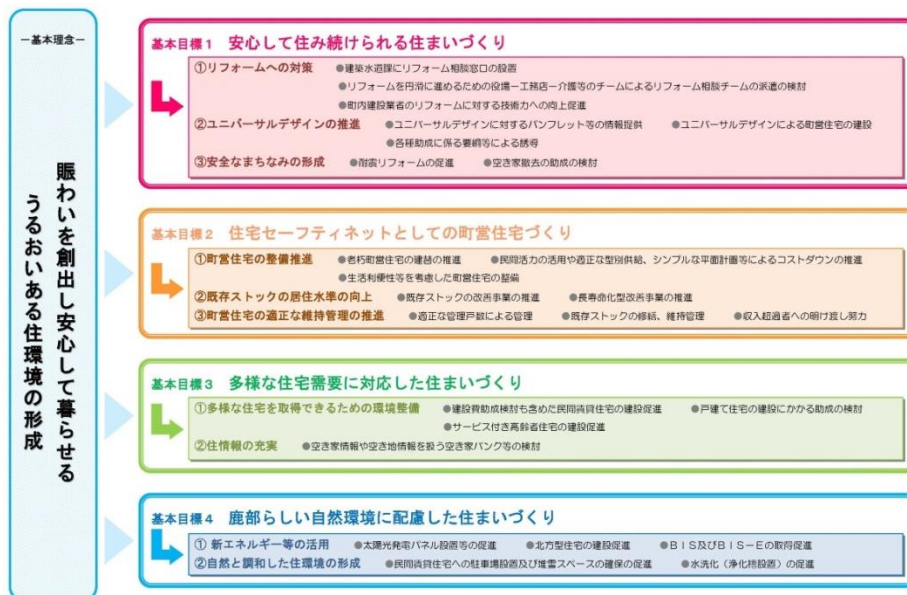 ―基本理念―
賑わいを創出し安心して暮らせる
うるおいある住環境の形成
基本目標1 安心して住み続けられる住まいづくり
①リフォームへの対策 ●建築水道課にリフォーム相談窓口の設置
●リフォームを円滑に進めるための役場ー工務店ー介護等のチームによるリフォーム相談チームの派遣の検討
●町内建設業者のリフォームに対する技術力への向上促進
②ユニバーサルデザインの推進 ●ユニバーサルデザインに対するパンフレット等の情報提供 ●ユニバーサルデザインによる町営住宅の建設
●各種助成に係る要綱等による誘導
③安全なまちなみの形成 ●耐震リフォームの促進 ●空き家撤去の助成の検討
基本目標2 住宅セーフティネットとしての町営住宅づくり
①町営住宅の整備推進 ●老朽町営住宅の建替の推進 ●民間活力の活用や適正な型別供給、シンプルな平面計画等によるコストダウンの推進
●生活利便性等を考慮した町営住宅の整備
②既存ストックの居住水準の向上 ●既存ストックの改善事業の推進 ●長寿命化型改善事業の推進
③町営住宅の適正な維持管理の推進 ●適正な管理戸数による管理 ●既存ストックの修繕、維持管理 ●収入超過者への明け渡し努力
基本目標3 多様な住宅需要に対応した住まいづくり
①多様な住宅を取得できるための環境整備 ●建設費助成検討も含めた民間賃貸住宅の建設促進 ●戸建て住宅の建設にかかる助成の検討
●サービス付き高齢者住宅の建設促進
②住情報の充実 ●空き家情報や空き地情報を扱う空き家バンク等の検討
基本目標4 鹿部らしい自然環境に配慮した住まいづくり
① 新エネルギー等の活用 ●太陽光発電パネル設置等の促進 ●北方型住宅の建設促進 ●BIS及びBIS－Eの取得促進
②自然と調和した住環境の形成 ●民間賃貸住宅への駐車場設置及び堆雪スペースの確保の促進 ●水洗化（浄化槽設置）の促進